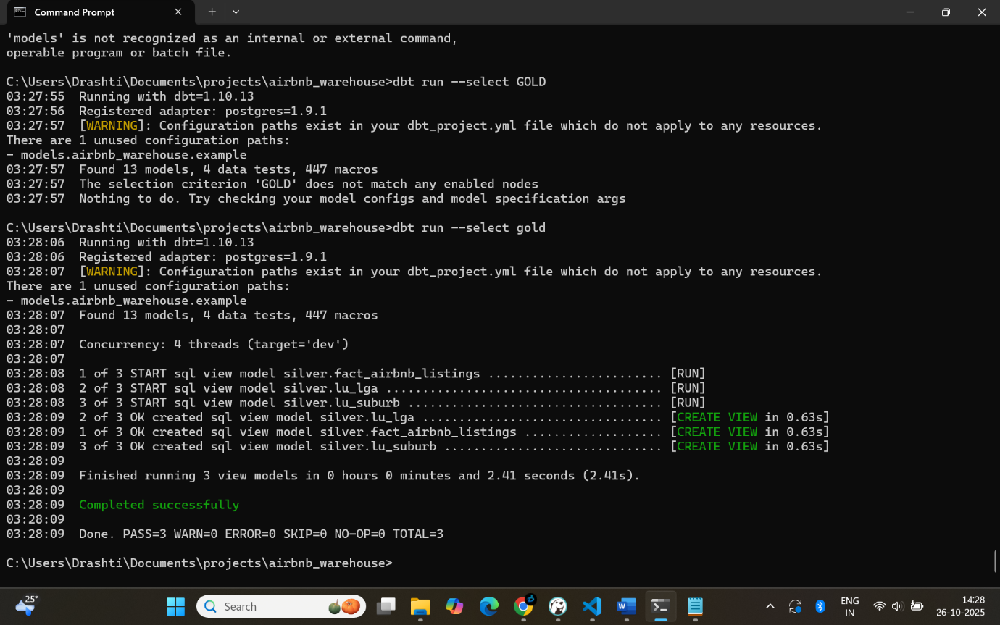 Command Prompt
'models' is not recognized as an internal or external command,
operable program or batch file.
C:\Users\Drashti\Documents\projects\airbnb_warehouse>dbt run --select GOLD
03:27:55  Running with dbt=1.10.13
03:27:56  Registered adapter: postgres=1.9.1
03:27:57  [WARNING]: Configuration paths exist in your dbt_project.yml file which do not apply to any resources.
There are 1 unused configuration paths:
- models.airbnb_warehouse.example
03:27:57  Found 13 models, 4 data tests, 447 macros
03:27:57  The selection criterion 'GOLD' does not match any enabled nodes
03:27:57  Nothing to do. Try checking your model configs and model specification args
C:\Users\Drashti\Documents\projects\airbnb_warehouse>dbt run --select gold
03:28:06  Running with dbt=1.10.13
03:28:06  Registered adapter: postgres=1.9.1
03:28:07  [WARNING]: Configuration paths exist in your dbt_project.yml file which do not apply to any resources.
There are 1 unused configuration paths:
- models.airbnb_warehouse.example
03:28:07  Found 13 models, 4 data tests, 447 macros
03:28:07
03:28:07  Concurrency: 4 threads (target='dev')
03:28:07
03:28:08  1 of 3 START sql view model silver.fact_airbnb_listings ........................ [RUN]
03:28:08  2 of 3 START sql view model silver.lu_lga ...................................... [RUN]
03:28:08  3 of 3 START sql view model silver.lu_suburb ................................... [RUN]
03:28:09  2 of 3 OK created sql view model silver.lu_lga ................................. [CREATE VIEW in 0.63s]
03:28:09  1 of 3 OK created sql view model silver.fact_airbnb_listings ................... [CREATE VIEW in 0.63s]
03:28:09  3 of 3 OK created sql view model silver.lu_suburb .............................. [CREATE VIEW in 0.63s]
03:28:09
03:28:09  Finished running 3 view models in 0 hours 0 minutes and 2.41 seconds (2.41s).
03:28:09
03:28:09  Completed successfully
03:28:09
03:28:09  Done. PASS=3 WARN=0 ERROR=0 SKIP=0 NO-OP=0 TOTAL=3
C:\Users\Drashti\Documents\projects\airbnb_warehouse>
25°
Search
ENG
IN
14:28
26-10-2025